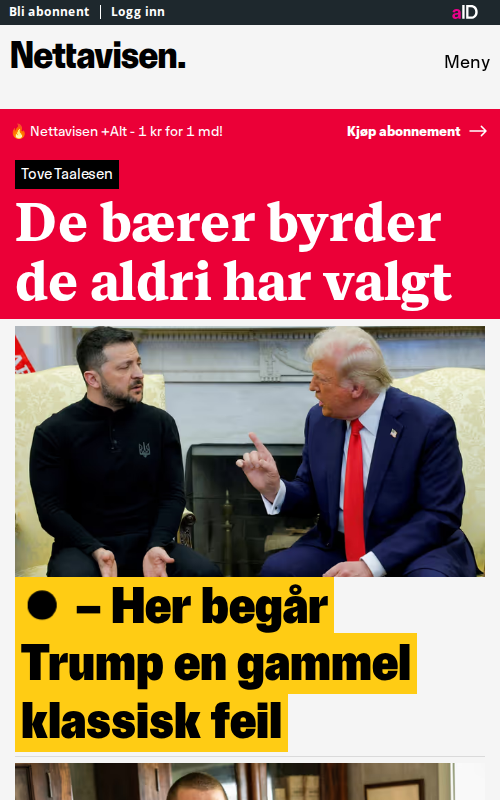 Bli abonnent | Logg inn
aID
Nettavisen.
Meny
🔥 Nettavisen +Alt - 1 kr for 1 md!
Kjøp abonnement →
Tove Taalesen
De bærer byrder
de aldri har valgt
● – Her begår
Trump en gammel
klassisk feil